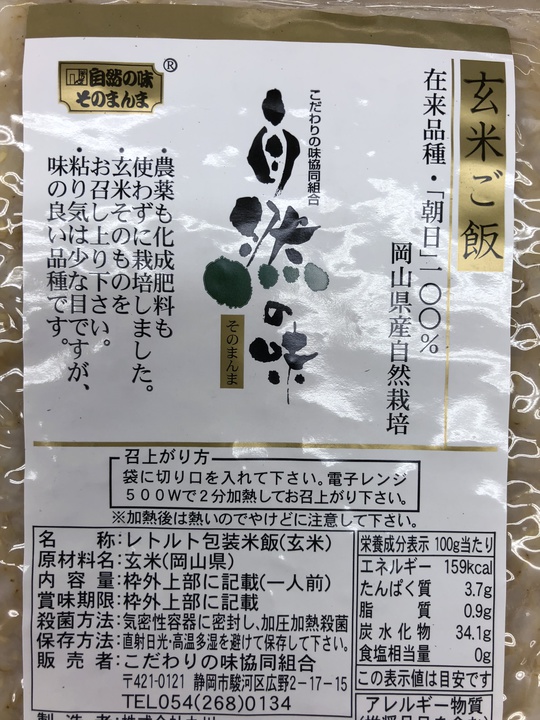 玄米ご飯
在来品種・「朝日」一〇〇％
岡山県産自然栽培
こだわりの味協同組合
自然の味
そのまんま
®
自然の味
そのまんま
・農薬も化成肥料も
使わずに栽培しました。
・玄米そのものを
お召し上り下さい。
・粘り気は少な目ですが、
味の良い品種です。
召上がり方
袋に切り口を入れて下さい。電子レンジ
500Wで2分加熱してお召上がり下さい。
※加熱後は熱いのでやけどに注意して下さい。
名称:レトルト包装米飯(玄米)
原材料名:玄米(岡山県)
内容量:枠外上部に記載(一人前)
賞味期限:枠外上部に記載
殺菌方法:気密性容器に密封し、加圧加熱殺菌
保存方法:直射日光・高温多湿を避けて保存して下さい。
販売者:こだわりの味協同組合
〒421-0121 静岡市駿河区広野2-17-15
TEL054(268)0134
栄養成分表示 100g当たり
エネルギー 159kcal
たんぱく質 3.7g
脂質 0.9g
炭水化物 34.1g
食塩相当量 0g
この表示値は目安です
アレルギー物質